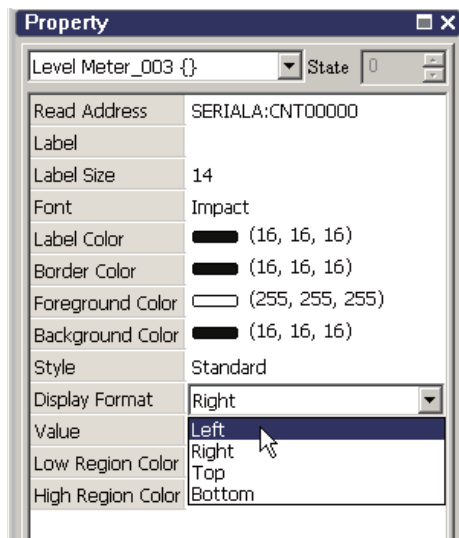 Property
Level Meter_003 {} State 0
Read Address SERIALA:CNT00000
Label
Label Size 14
Font Impact
Label Color (16, 16, 16)
Border Color (16, 16, 16)
Foreground Color (255, 255, 255)
Background Color (16, 16, 16)
Style Standard
Display Format Right
Value Left
Right
Low Region Color Top
High Region Color Bottom